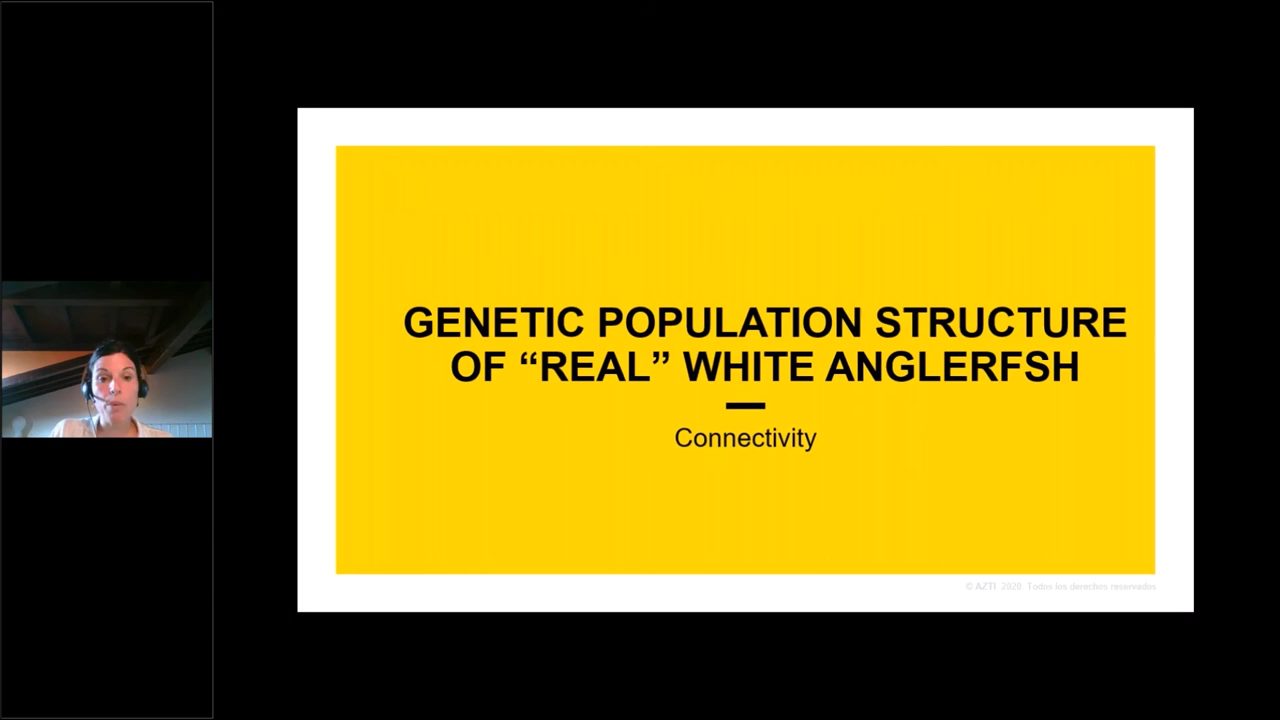 GENETIC POPULATION STRUCTURE
OF “REAL” WHITE ANGLERFSH
Connectivity
© AZTI 2020. Todos los derechos reservados